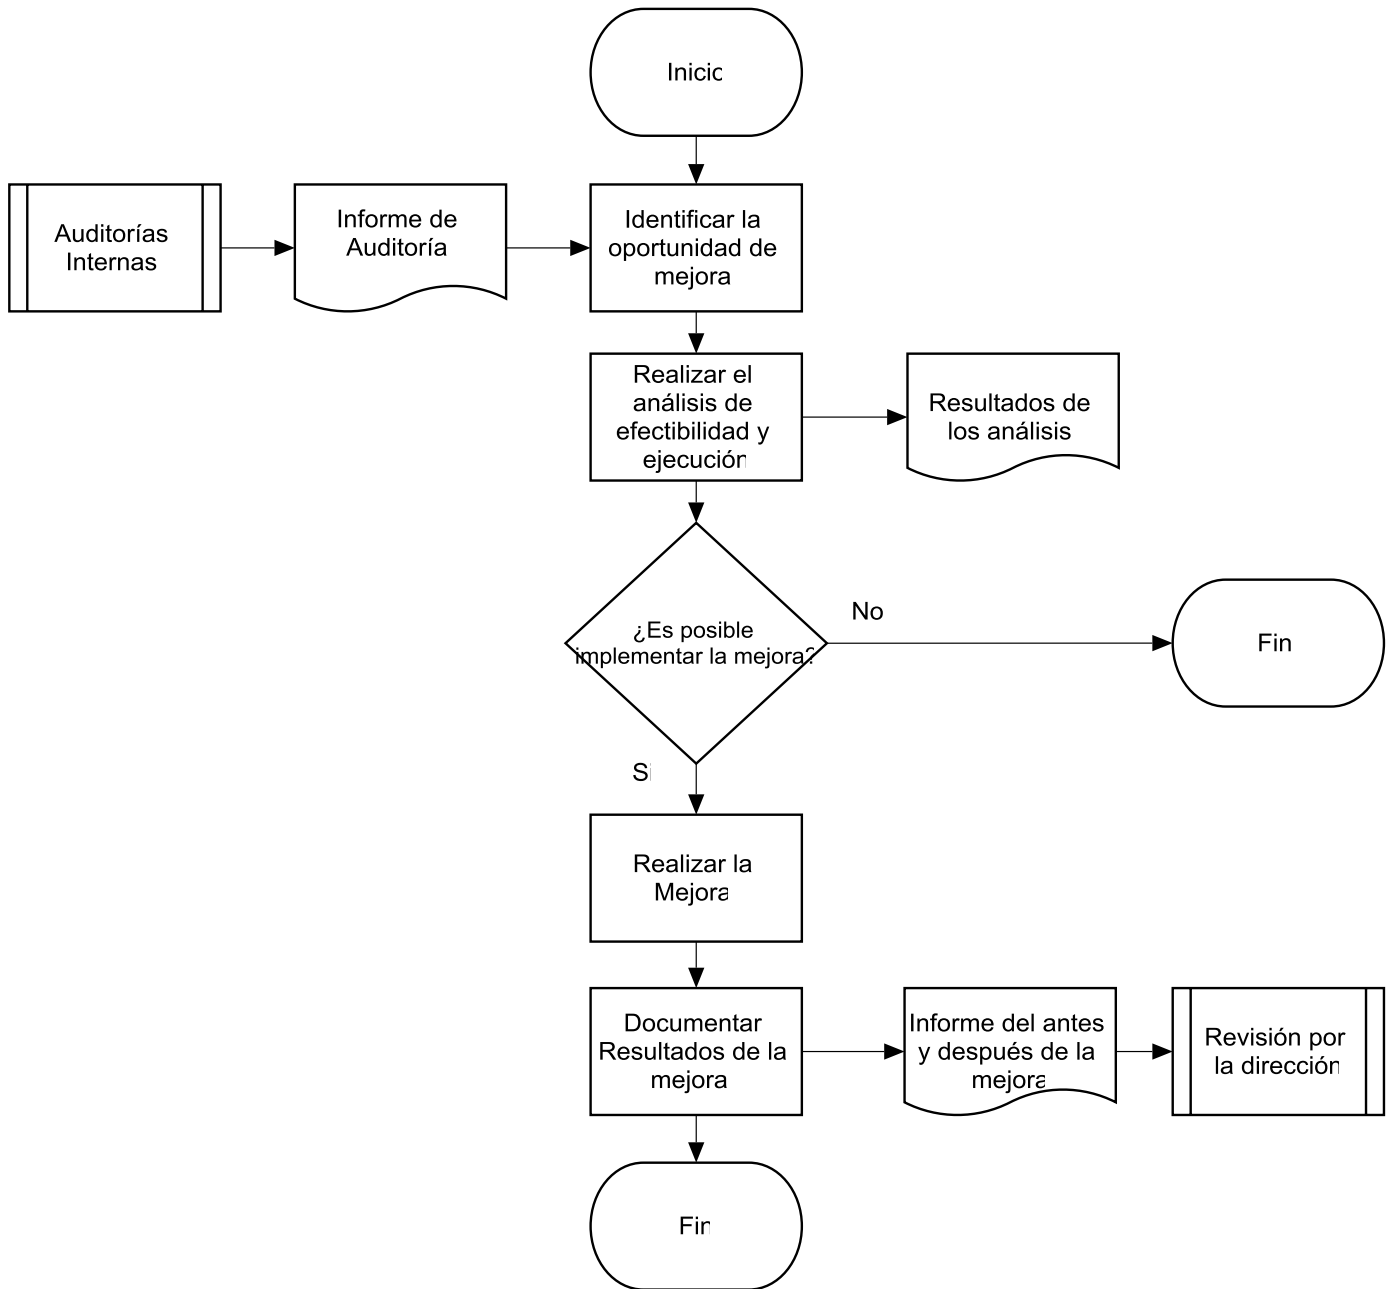 Inicio
Auditorías
Internas
Informe de
Auditoría
Identificar la
oportunidad de
mejora
Realizar el
análisis de
efectibilidad y
ejecución
Resultados de
los análisis
¿Es posible
implementar la mejora?
No
Fin
Si
Realizar la
Mejora
Documentar
Resultados de la
mejora
Informe del antes
y después de la
mejora
Revisión por
la dirección
Fin